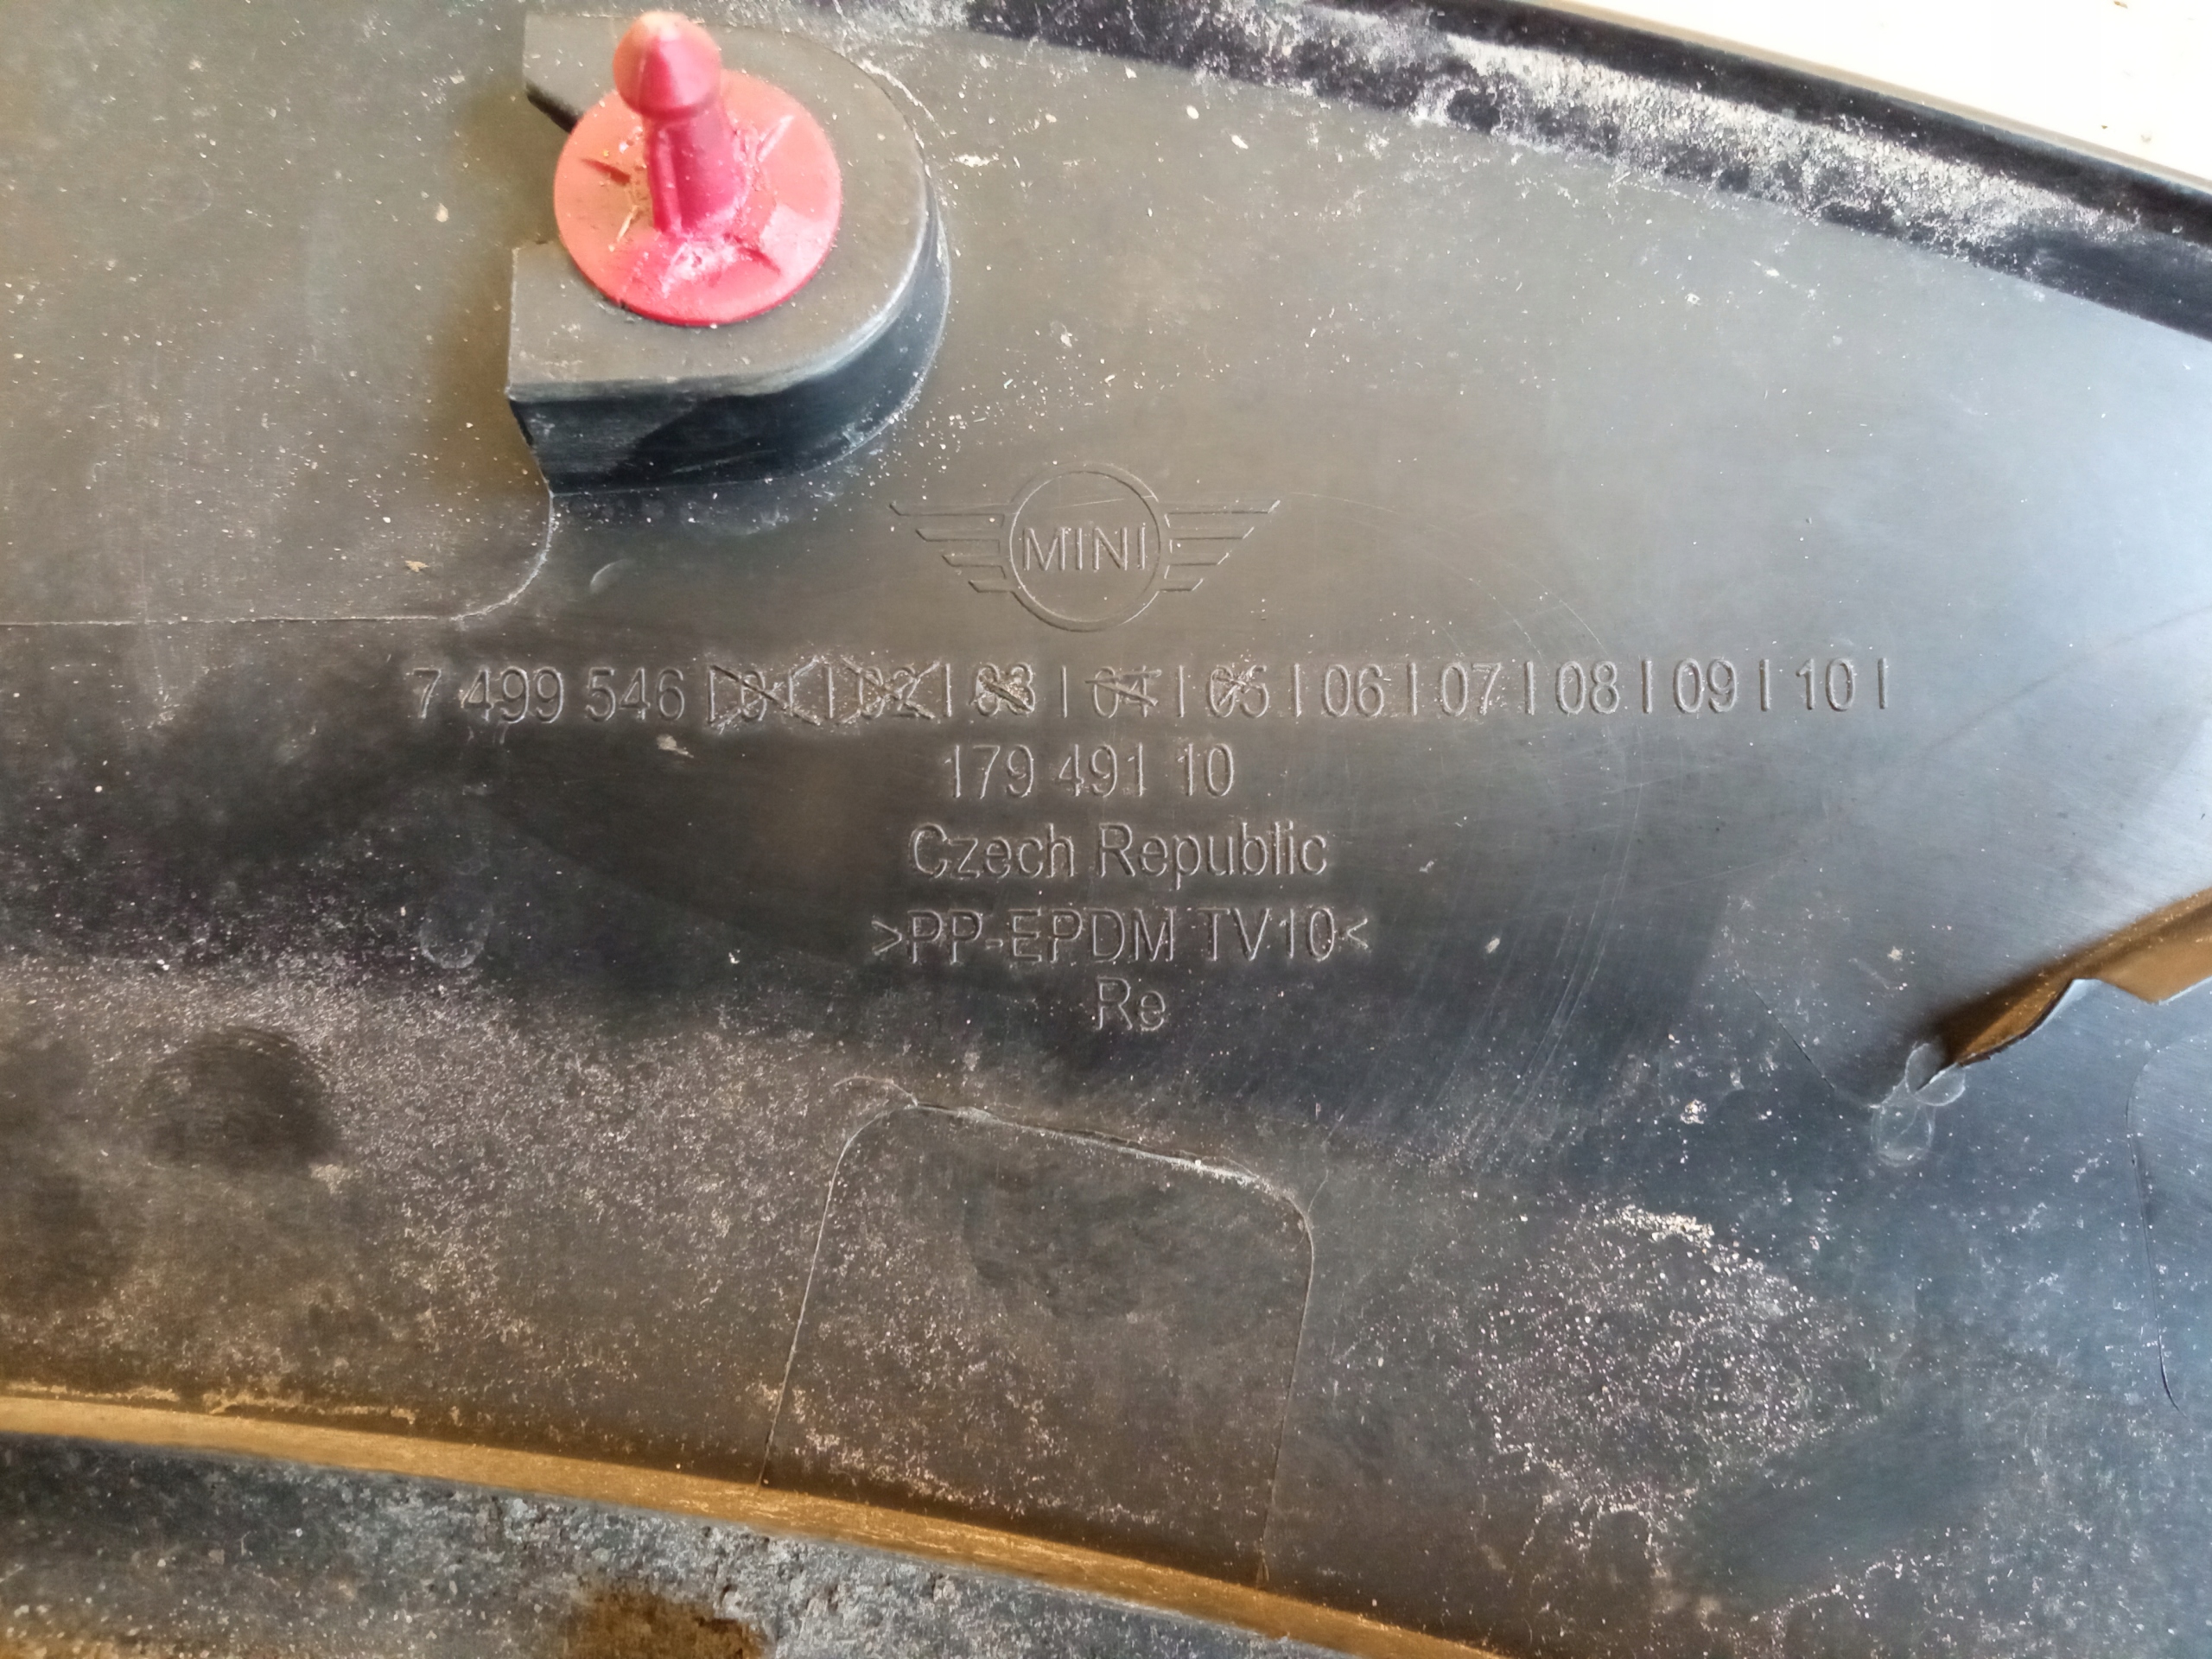 MINI
7 499 546 | 01 | 02 | 03 | 04 | 05 | 06 | 07 | 08 | 09 | 10 |
179 491 10
Czech Republic
>PP-EPDM TV10<
Re